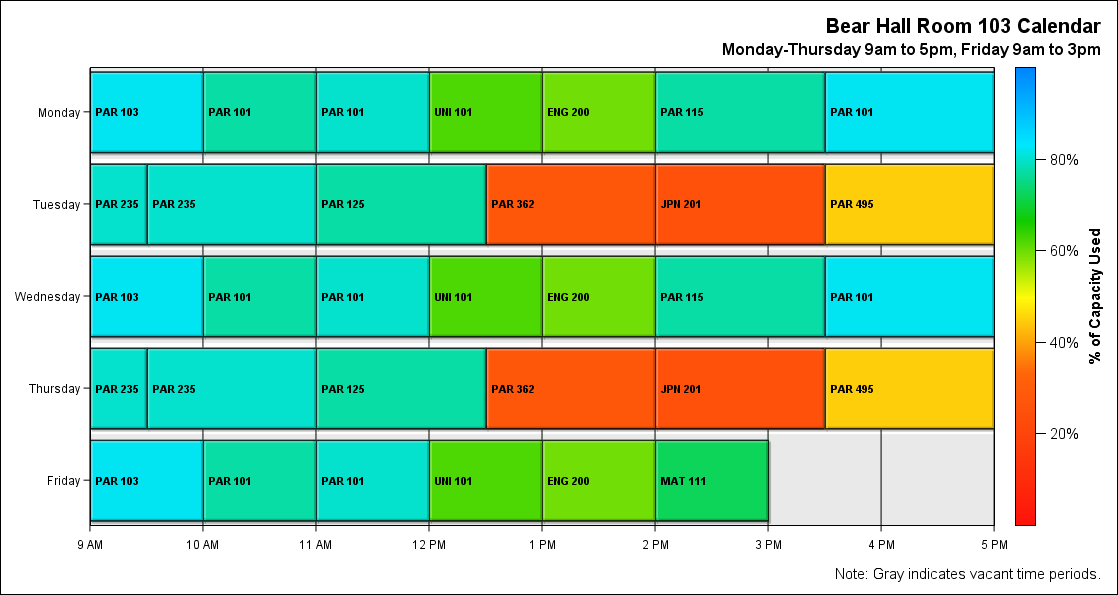 Bear Hall Room 103 Calendar
Monday-Thursday 9am to 5pm, Friday 9am to 3pm
Monday PAR 103 PAR 101 PAR 101 UNI 101 ENG 200 PAR 115 PAR 101
Tuesday PAR 235 PAR 235 PAR 125 PAR 362 JPN 201 PAR 495
Wednesday PAR 103 PAR 101 PAR 101 UNI 101 ENG 200 PAR 115 PAR 101
Thursday PAR 235 PAR 235 PAR 125 PAR 362 JPN 201 PAR 495
Friday PAR 103 PAR 101 PAR 101 UNI 101 ENG 200 MAT 111
9 AM 10 AM 11 AM 12 PM 1 PM 2 PM 3 PM 4 PM 5 PM
80%
60%
40%
20%
% of Capacity Used
Note: Gray indicates vacant time periods.